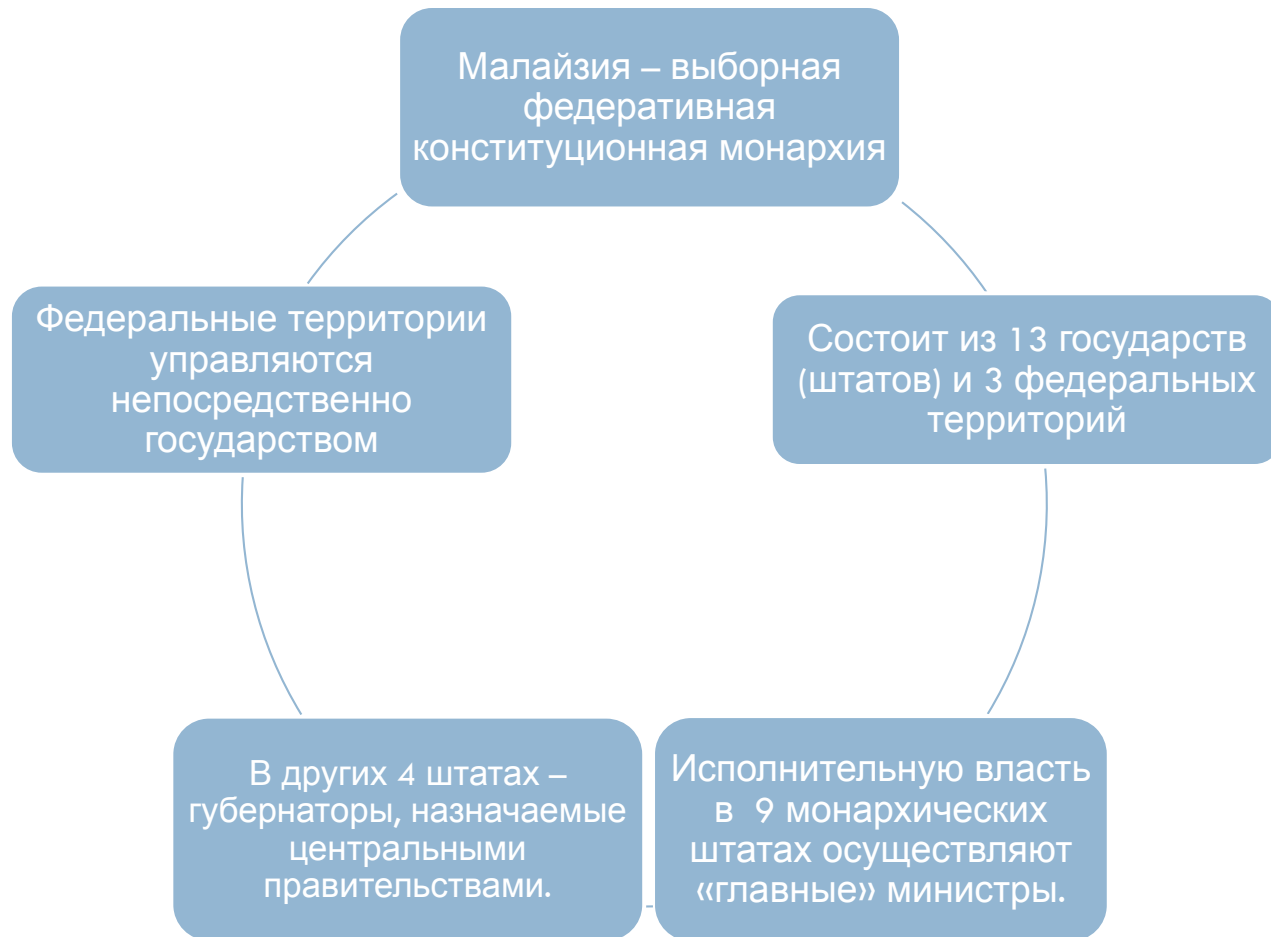 Малайзия – выборная
федеративная
конституционная монархия
Состоит из 13 государств
(штатов) и 3 федеральных
территорий
Исполнительную власть
в 9 монархических
штатах осуществляют
«главные» министры.
В других 4 штатах –
губернаторы, назначаемые
центральными
правительствами.
Федеральные территории
управляются
непосредственно
государством